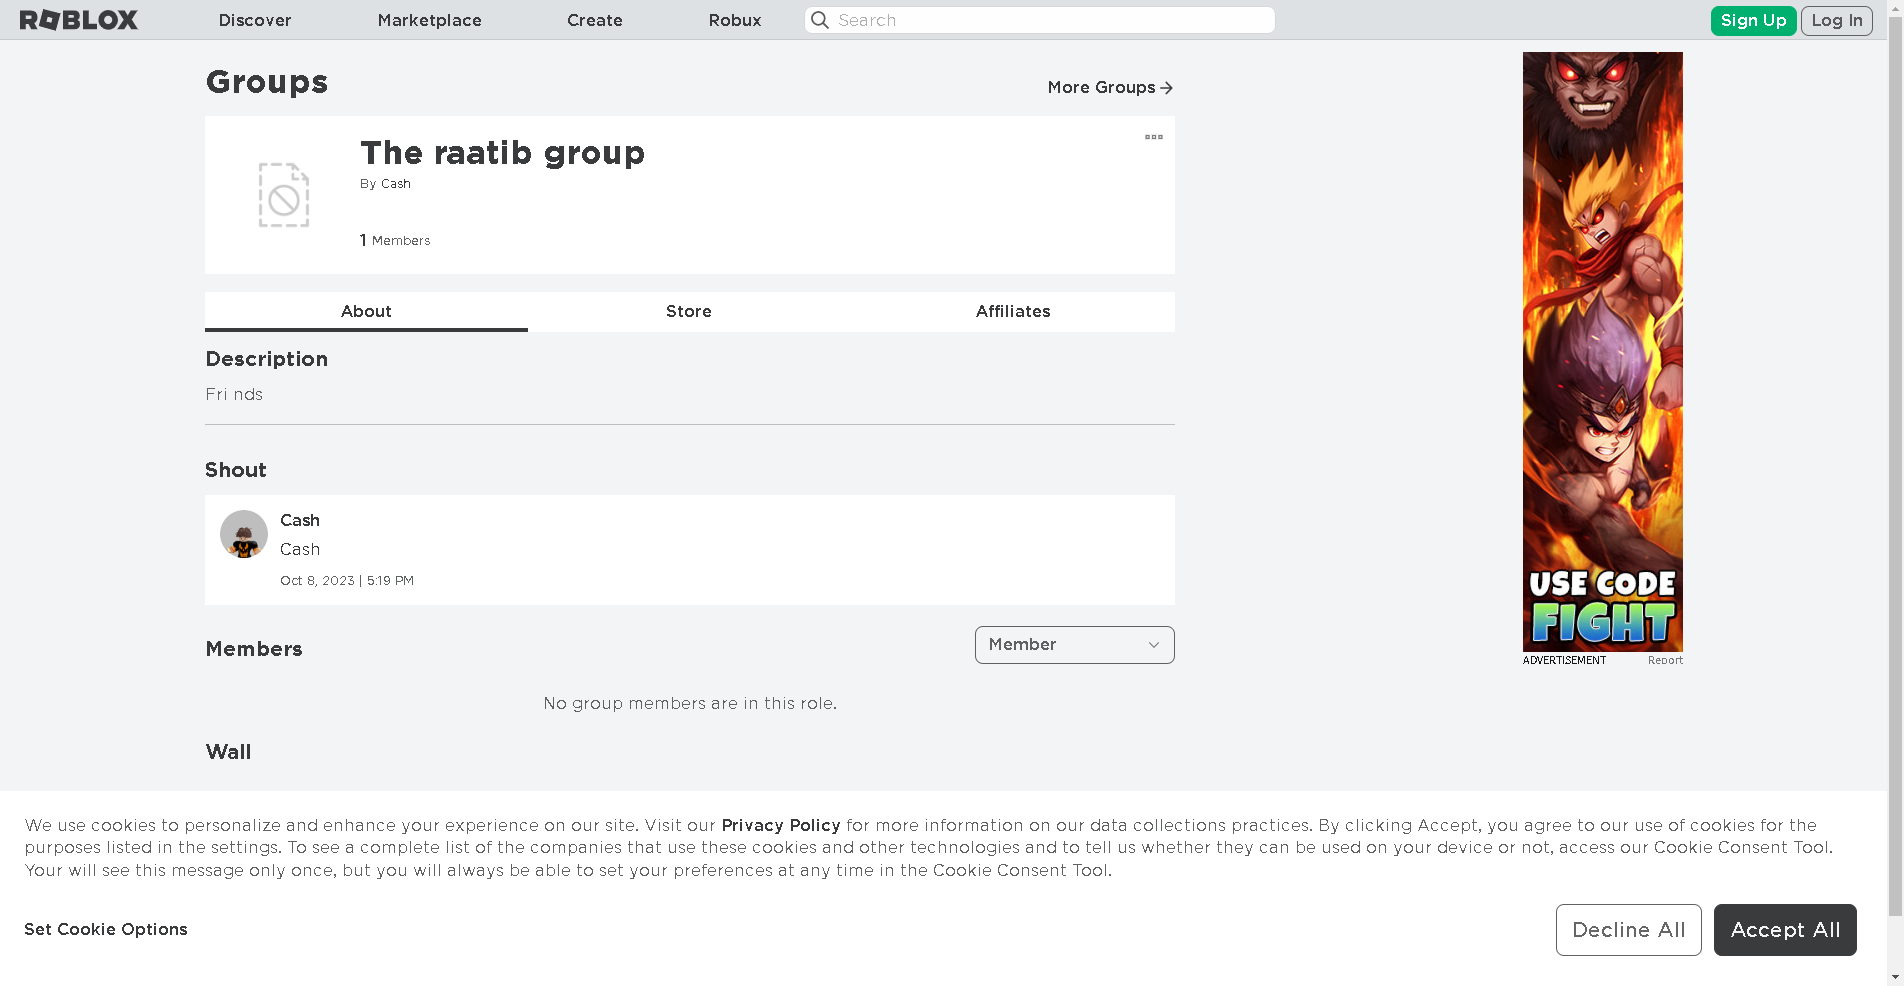 ROBLOX Discover Marketplace Create Robux Search Sign Up Log In
Groups
More Groups
The raatib group
By Cash
1 Members
About Store Affiliates
Description
Fri nds
Shout
Cash
Cash
Oct 8, 2023 | 5:19 PM
Members
Member
No group members are in this role.
Wall
USE CODE
FIGHT
ADVERTISEMENT Report
We use cookies to personalize and enhance your experience on our site. Visit our Privacy Policy for more information on our data collections practices. By clicking Accept, you agree to our use of cookies for the
purposes listed in the settings. To see a complete list of the companies that use these cookies and other technologies and to tell us whether they can be used on your device or not, access our Cookie Consent Tool.
Your will see this message only once, but you will always be able to set your preferences at any time in the Cookie Consent Tool.
Set Cookie Options
Decline All
Accept All